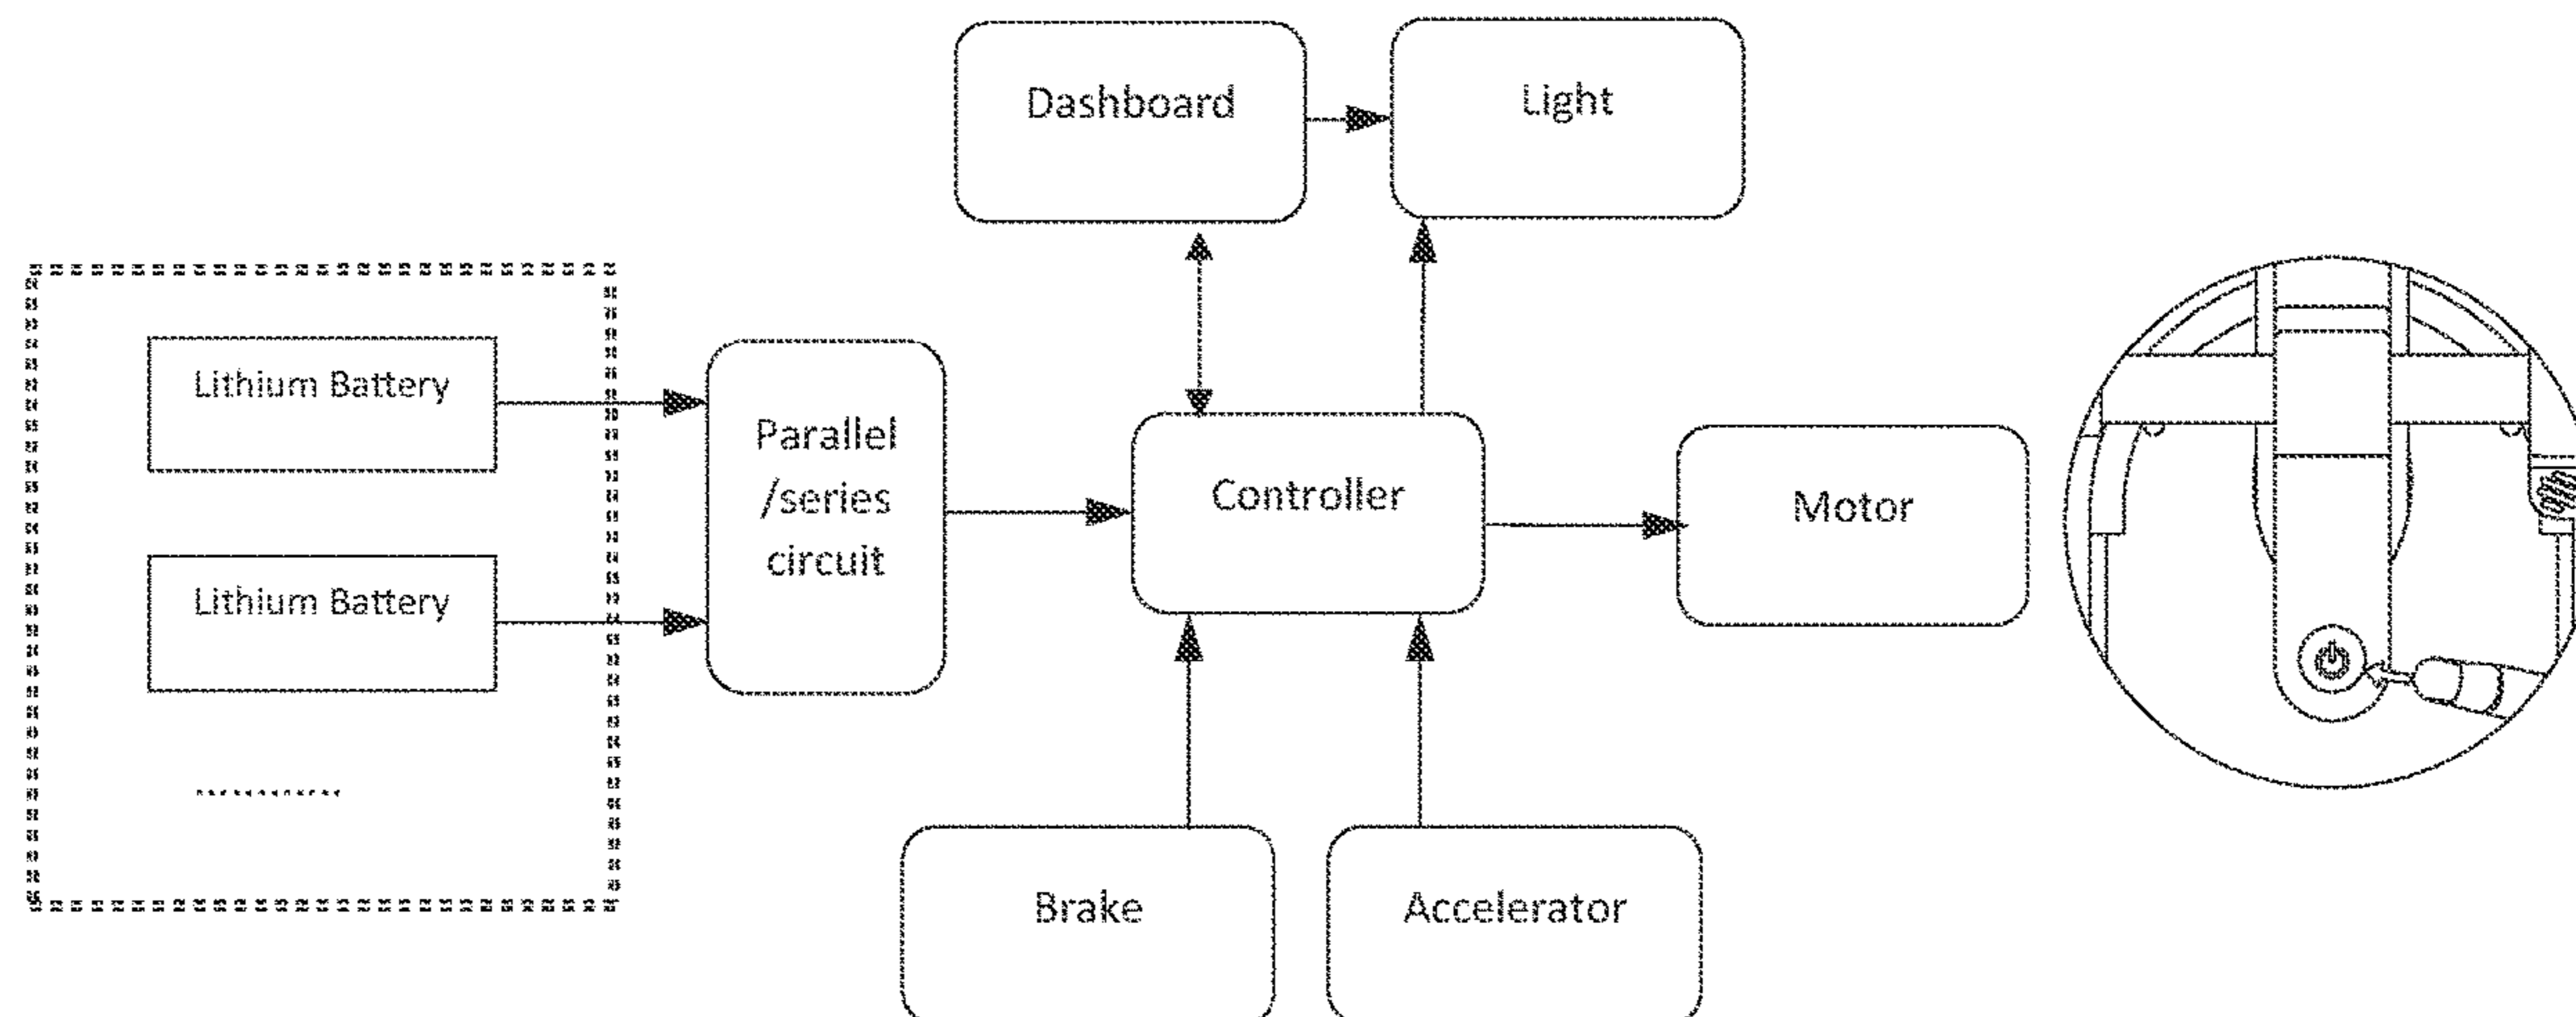 Dashboard
Light
Lithium Battery
Lithium Battery
Parallel
/series
circuit
Controller
Motor
Brake
Accelerator